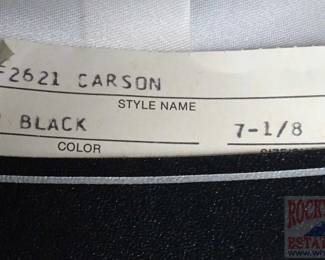 2621 CARSON
STYLE NAME
BLACK 7-1/8
COLOR